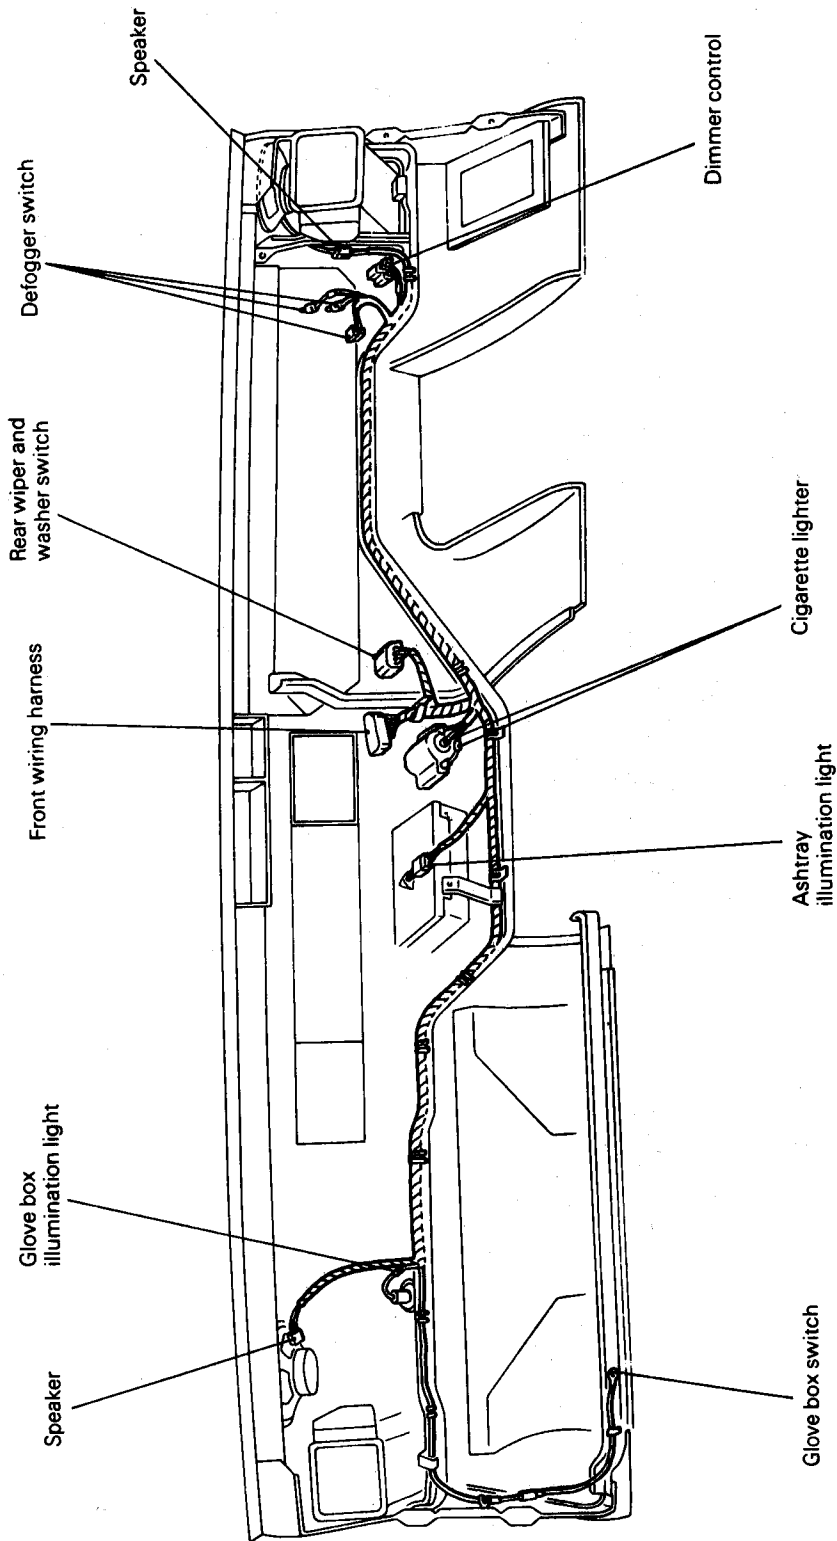 Speaker
Glove box
illumination light
Front wiring harness
Rear wiper and
washer switch
Defogger switch
Speaker
Glove box switch
Ashtray
illumination light
Cigarette lighter
Dimmer control